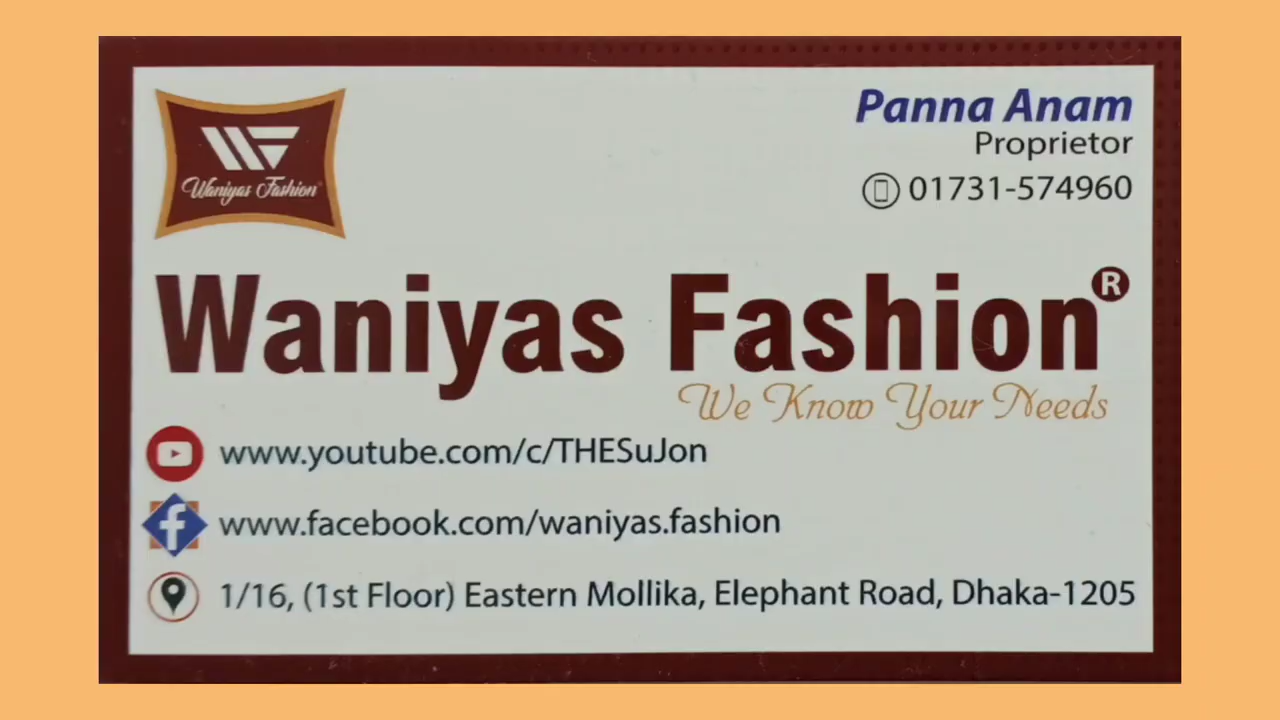 WF
Waniyas Fashion®
Panna Anam
Proprietor
01731-574960
Waniyas Fashion®
We Know Your Needs
www.youtube.com/c/THESuJon
www.facebook.com/waniyas.fashion
1/16, (1st Floor) Eastern Mollika, Elephant Road, Dhaka-1205